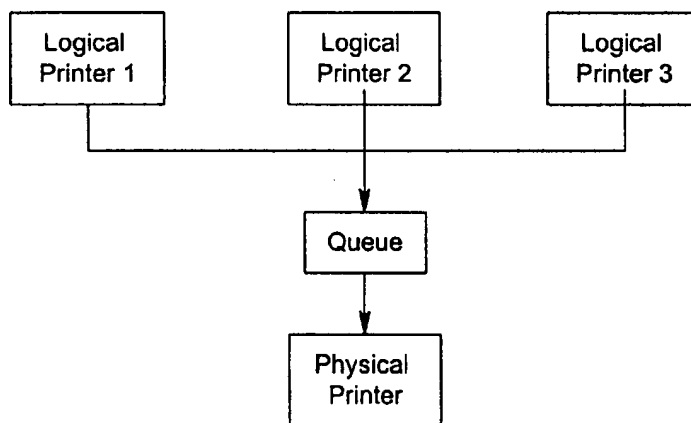 Logical
Printer 1
Logical
Printer 2
Logical
Printer 3
Queue
Physical
Printer